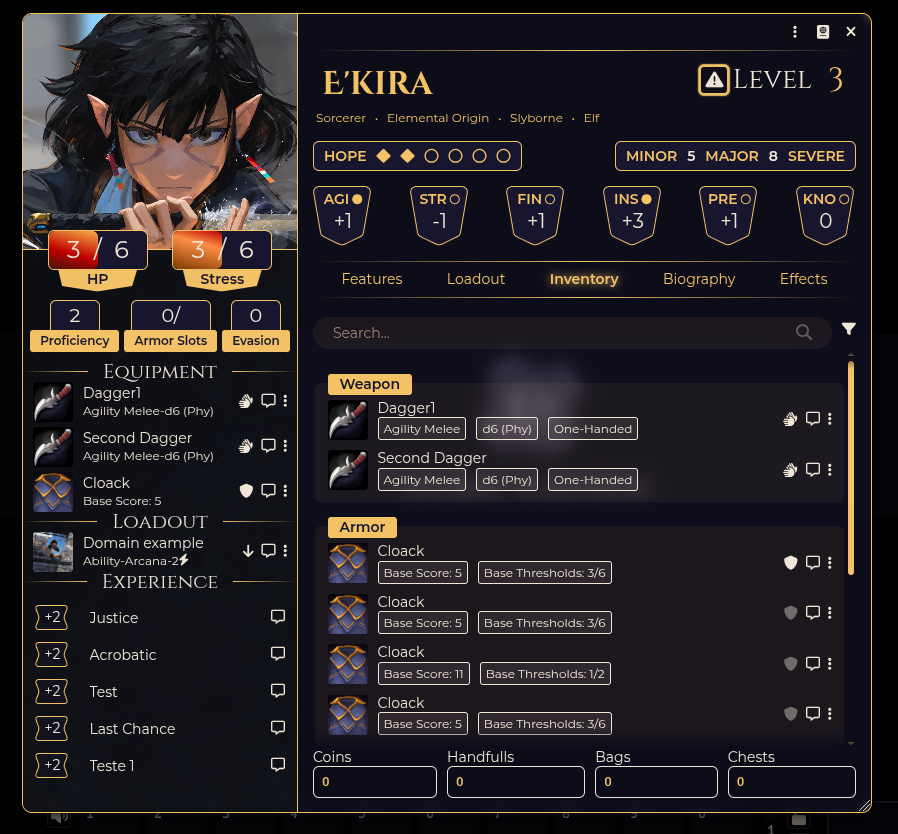 E'KIRA
LEVEL 3
Sorcerer • Elemental Origin • Slyborne • Elf
HOPE
MINOR 5 MAJOR 8 SEVERE
AGI STR FIN INS PRE KNO
+1 -1 +1 +3 +1 0
Features Loadout Inventory Biography Effects
Search...
3 / 6 3 / 6
HP Stress
2 0/ 0
Proficiency Armor Slots Evasion
EQUIPMENT
Dagger1
Agility Melee-d6 (Phy)
Second Dagger
Agility Melee-d6 (Phy)
Cloack
Base Score: 5
LOADOUT
Domain example
Ability-Arcana-2
EXPERIENCE
+2 Justice
+2 Acrobatic
+2 Test
+2 Last Chance
+2 Teste 1
Weapon
Dagger1
Agility Melee d6 (Phy) One-Handed
Second Dagger
Agility Melee d6 (Phy) One-Handed
Armor
Cloack
Base Score: 5 Base Thresholds: 3/6
Cloack
Base Score: 5 Base Thresholds: 3/6
Cloack
Base Score: 11 Base Thresholds: 1/2
Cloack
Base Score: 5 Base Thresholds: 3/6
Coins Handfulls Bags Chests
0 0 0 0
1